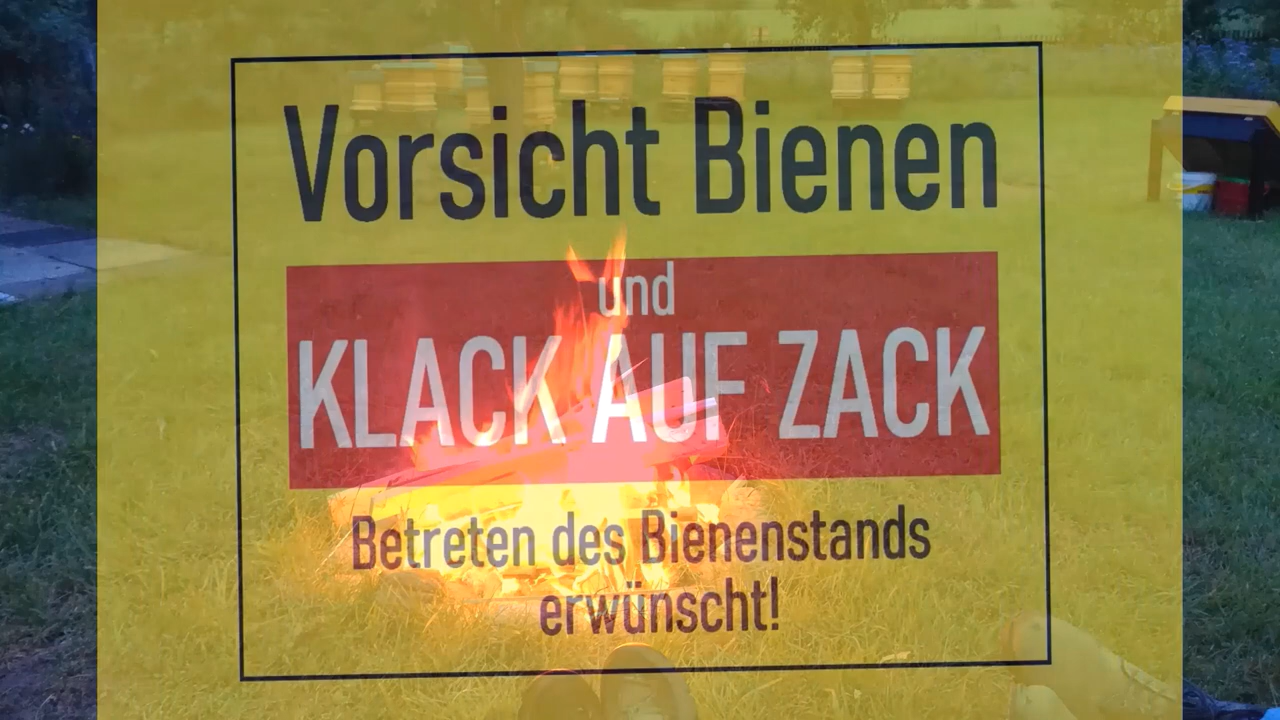 Vorsicht Bienen
und
KLACK AUF ZACK
Betreten des Bienenstands
erwünscht!